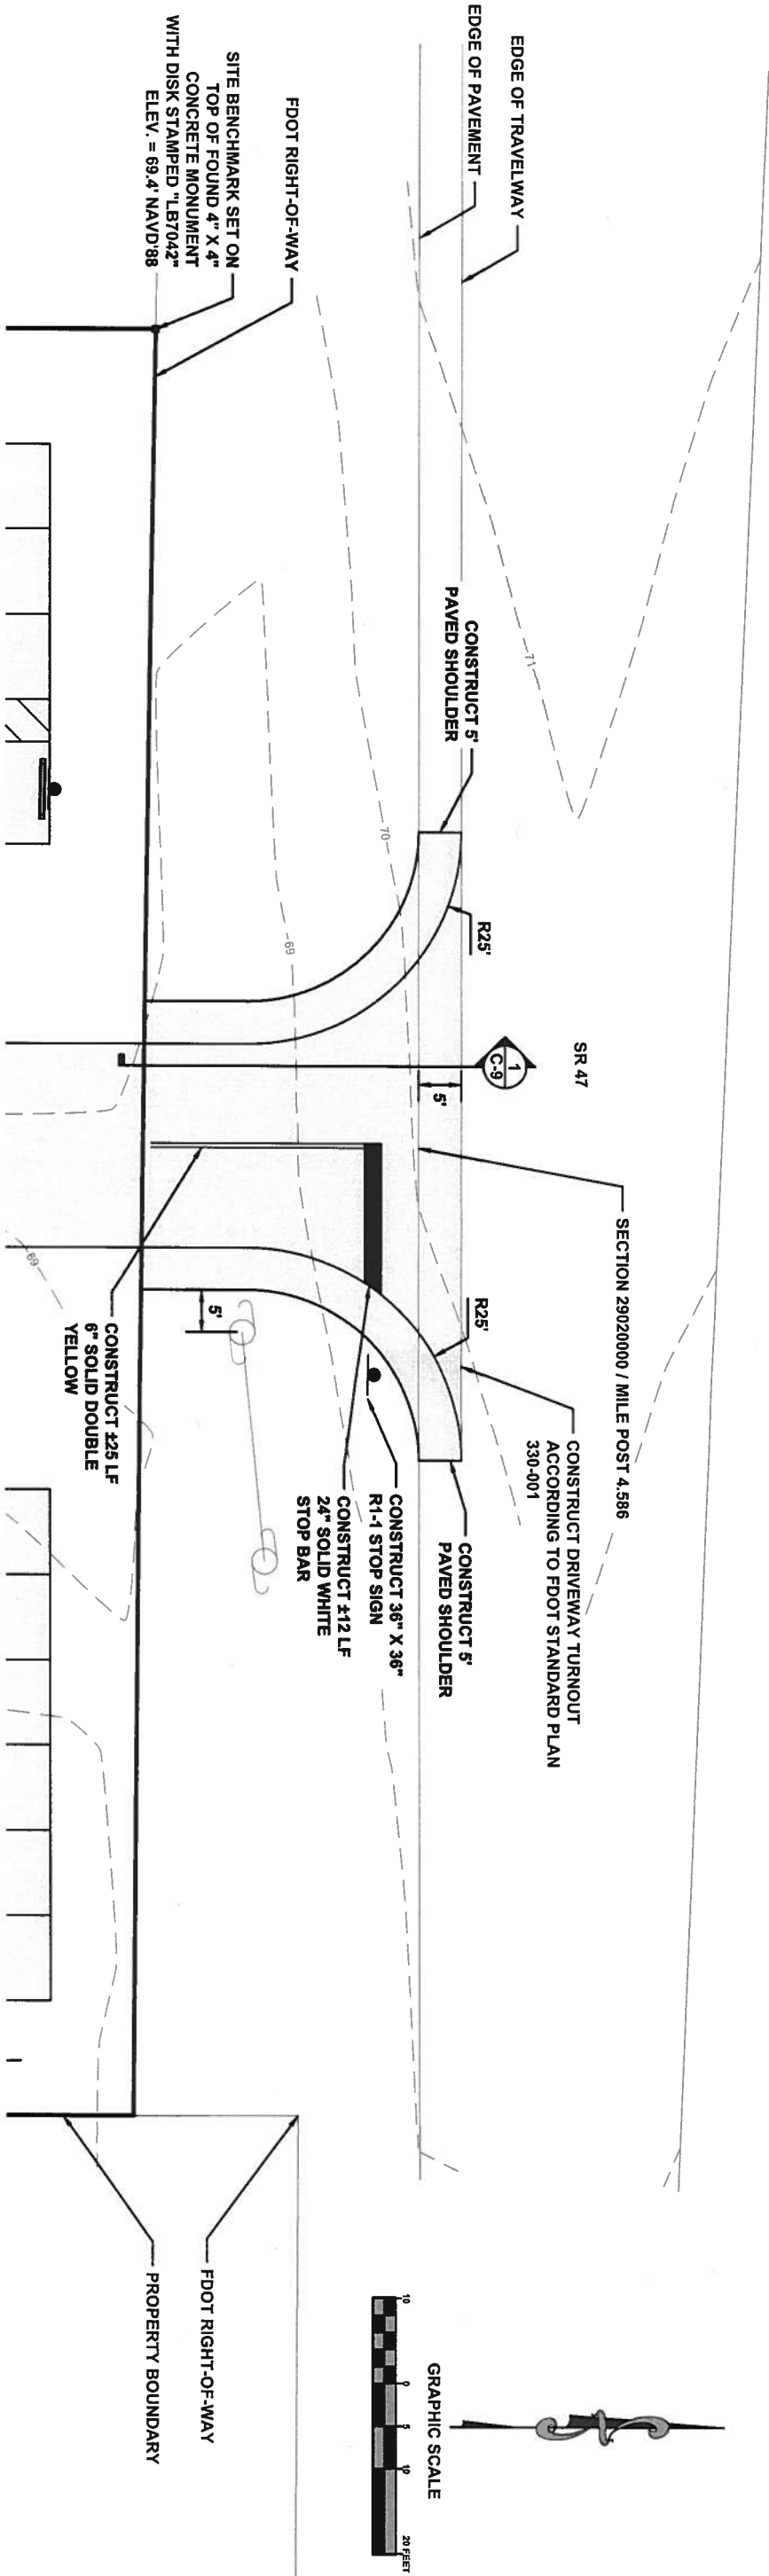 EDGE OF TRAVELWAY
EDGE OF PAVEMENT
FDOT RIGHT-OF-WAY
SITE BENCHMARK SET ON
TOP OF FOUND 4" X 4"
CONCRETE MONUMENT
WITH DISK STAMPED "LB7042"
ELEV. = 69.4' NAVD'88
71
CONSTRUCT 5'
PAVED SHOULDER
70
69
R25'
SR 47
1
C-9
5'
SECTION 29020000 / MILE POST 4.586
R25'
CONSTRUCT DRIVEWAY TURNOUT
ACCORDING TO FDOT STANDARD PLAN
330-001
CONSTRUCT 5'
PAVED SHOULDER
CONSTRUCT 36" X 36"
R1-1 STOP SIGN
CONSTRUCT ±12 LF
24" SOLID WHITE
STOP BAR
5'
CONSTRUCT ±25 LF
6" SOLID DOUBLE
YELLOW
69
FDOT RIGHT-OF-WAY
PROPERTY BOUNDARY
GRAPHIC SCALE
10 0 5 10 20 FEET